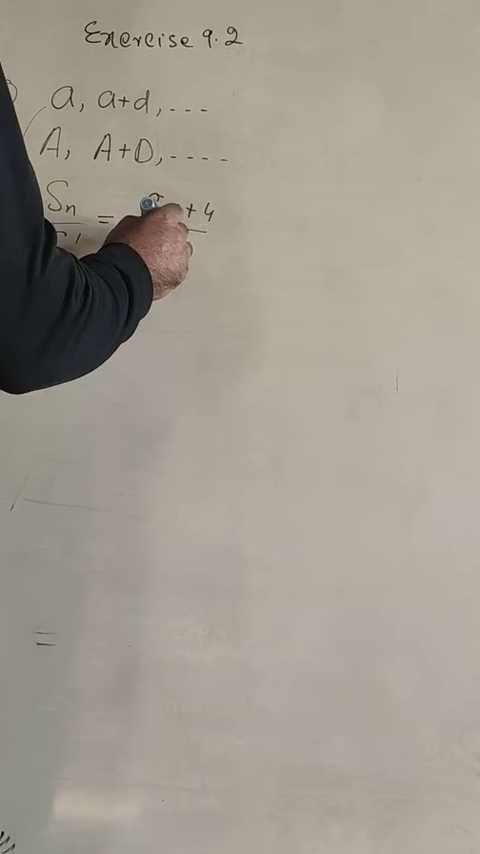 Exercise 9.2
a, a+d, ---
A, A+D, ----
Sn = + 4
=